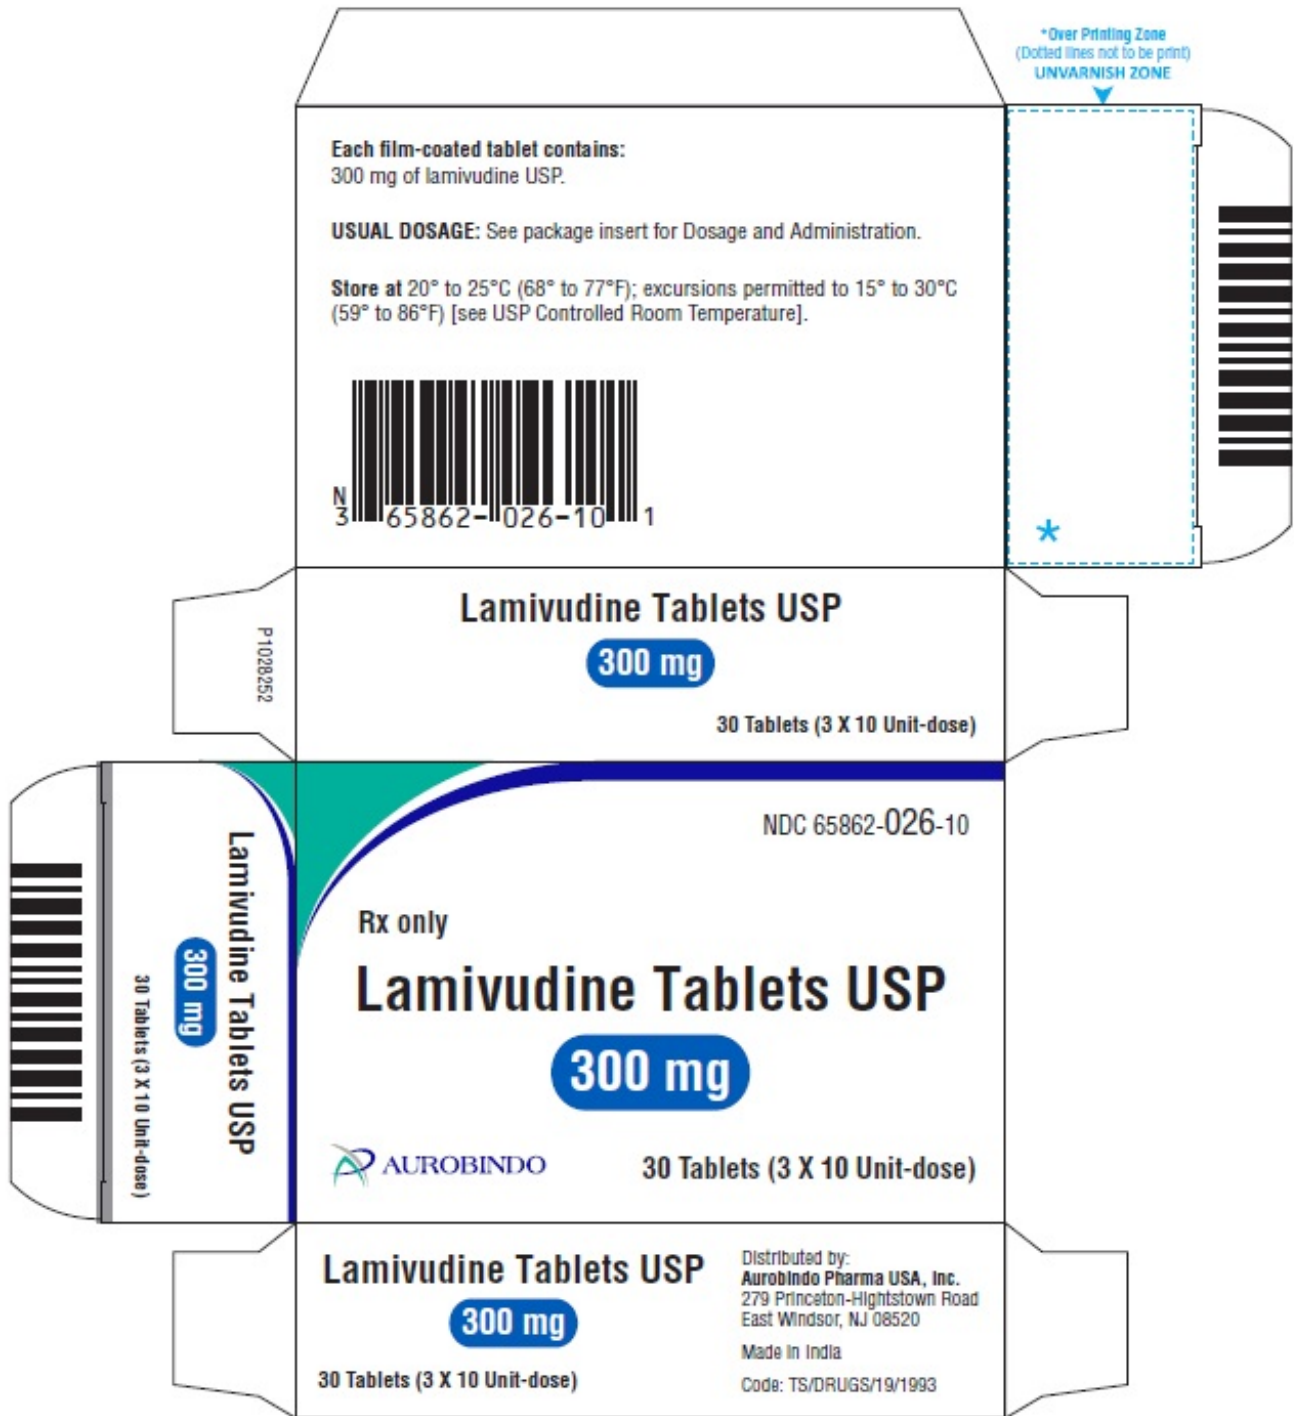 *Over Printing Zone
(Dotted lines not to be print)
UNVARNISH ZONE
Each film-coated tablet contains:
300 mg of lamivudine USP.
USUAL DOSAGE: See package insert for Dosage and Administration.
Store at 20° to 25°C (68° to 77°F); excursions permitted to 15° to 30°C
(59° to 86°F) [see USP Controlled Room Temperature].
N
3 65862-026-10 1
*
Lamivudine Tablets USP
300 mg
30 Tablets (3 X 10 Unit-dose)
P1028252
NDC 65862-026-10
Rx only
Lamivudine Tablets USP
300 mg
AUROBINDO
30 Tablets (3 X 10 Unit-dose)
Lamivudine Tablets USP
300 mg
30 Tablets (3 X 10 Unit-dose)
Lamivudine Tablets USP
300 mg
30 Tablets (3 X 10 Unit-dose)
Distributed by:
Aurobindo Pharma USA, Inc.
279 Princeton-Hightstown Road
East Windsor, NJ 08520
Made in India
Code: TS/DRUGS/19/1993